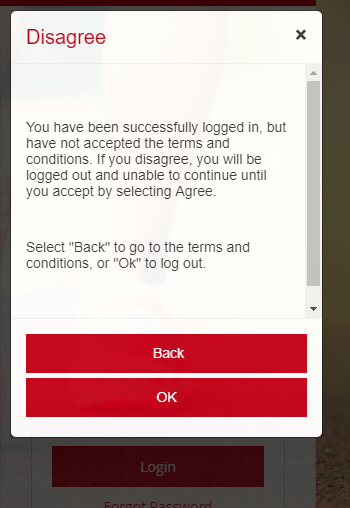 Disagree
×
You have been successfully logged in, but
have not accepted the terms and
conditions. If you disagree, you will be
logged out and unable to continue until
you accept by selecting Agree.
Select "Back" to go to the terms and
conditions, or "Ok" to log out.
Back
OK
Login
Forgot Password